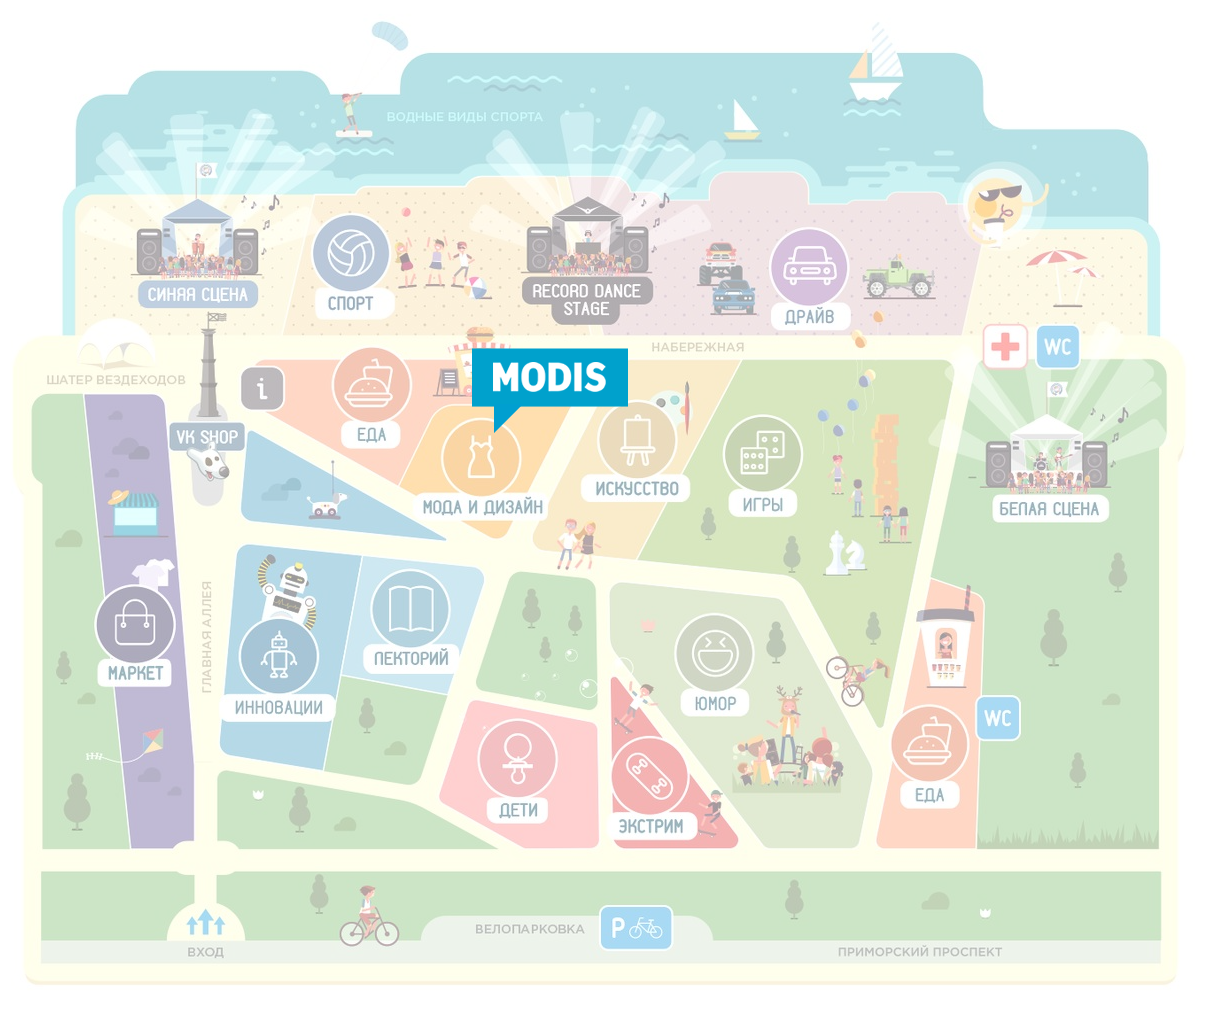 ВОДНЫЕ ВИДЫ СПОРТА
СИНЯЯ СЦЕНА
СПОРТ
RECORD DANCE
STAGE
ДРАЙВ
НАБЕРЕЖНАЯ
WC
ШАТЕР ВЕЗДЕХОДОВ
i
MODIS
VK SHOP
ЕДА
МОДА И ДИЗАЙН
ИСКУССТВО
ИГРЫ
БЕЛАЯ СЦЕНА
ГЛАВНАЯ АЛЛЕЯ
МАРКЕТ
ИННОВАЦИИ
ЛЕКТОРИЙ
ЮМОР
WC
ДЕТИ
ЭКСТРИМ
ЕДА
ВХОД
ВЕЛОПАРКОВКА
P
ПРИМОРСКИЙ ПРОСПЕКТ